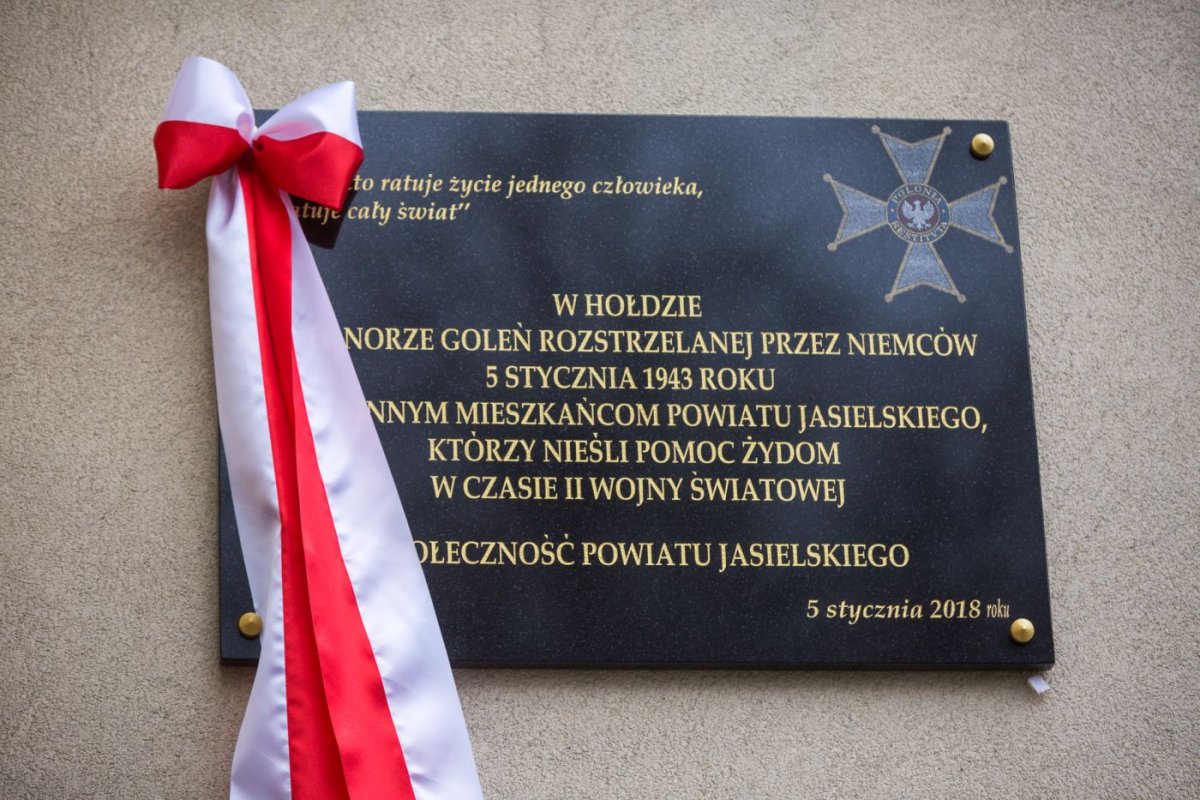 ratuje życie jednego człowieka,
cały świat"
POLONIA
RESTITVTA
W HOŁDZIE
GOLEŃ ROZSTRZELANEJ PRZEZ NIEMCÓW
5 STYCZNIA 1943 ROKU
MIESZKAŃCOM POWIATU JASIELSKIEGO,
KTÓRZY NIEŚLI POMOC ŻYDOM
W CZASIE II WOJNY ŚWIATOWEJ
POWIATU JASIELSKIEGO
5 stycznia 2018 roku